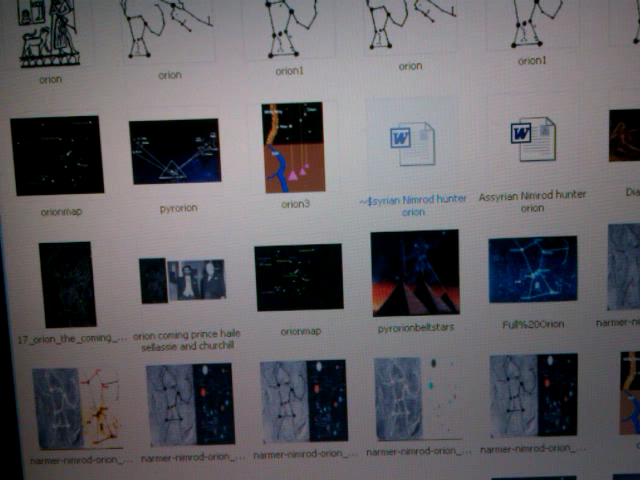 orion
orion
orion1
orion
orion1
orionmap
pyrorion
orion3
~$syrian Nimrod hunter
orion
Assyrian Nimrod hunter
orion
Dia
17_orion_the_coming_...
orion coming prince haile
sellassie and churchill
orionmap
pyrorionbeltstars
Full%20Orion
narmer-ni
narmer-nimrod-orion_...
narmer-nimrod-orion_...
narmer-nimrod-orion_...
narmer-nimrod-orion_...
narmer-nimrod-orion_...